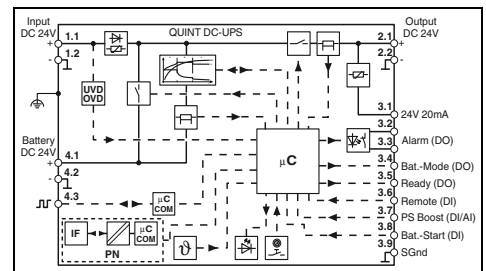 Input
DC 24V
QUINT DC-UPS
Output
DC 24V
1.1
+
1.2
-
2.1
+
2.2
-
UVD
OVD
3.1
24V 20mA
3.2
Alarm (DO)
3.3
Battery
DC 24V
4.1
+
4.2
-
4.3
µC
3.4
Bat.-Mode (DO)
3.5
Ready (DO)
3.6
Remote (DI)
3.7
PS Boost (DI/AI)
3.8
Bat.-Start (DI)
3.9
SGnd
µC
COM
IF
µC
COM
PN
ϑ